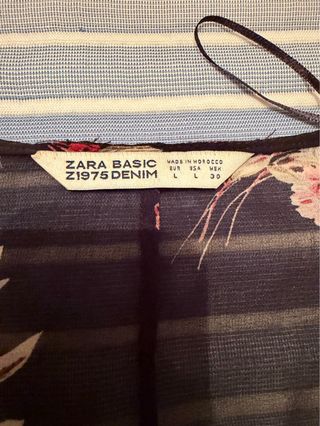 ZARA BASIC
Z1975 DENIM
MADE IN MOROCCO
EUR USA MEX
L L 30